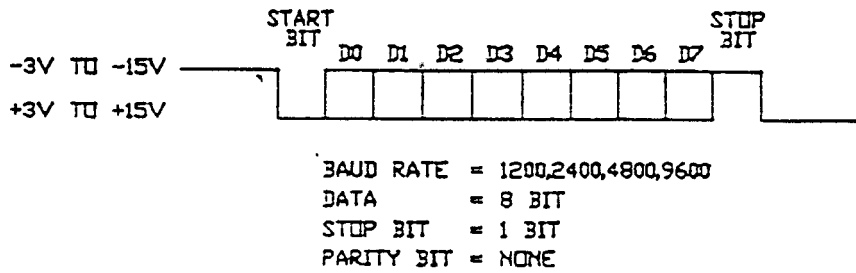 START BIT
D0 D1 D2 D3 D4 D5 D6 D7
STOP BIT
-3V TO -15V
+3V TO +15V
BAUD RATE = 1200,2400,4800,9600
DATA = 8 BIT
STOP BIT = 1 BIT
PARITY BIT = NONE